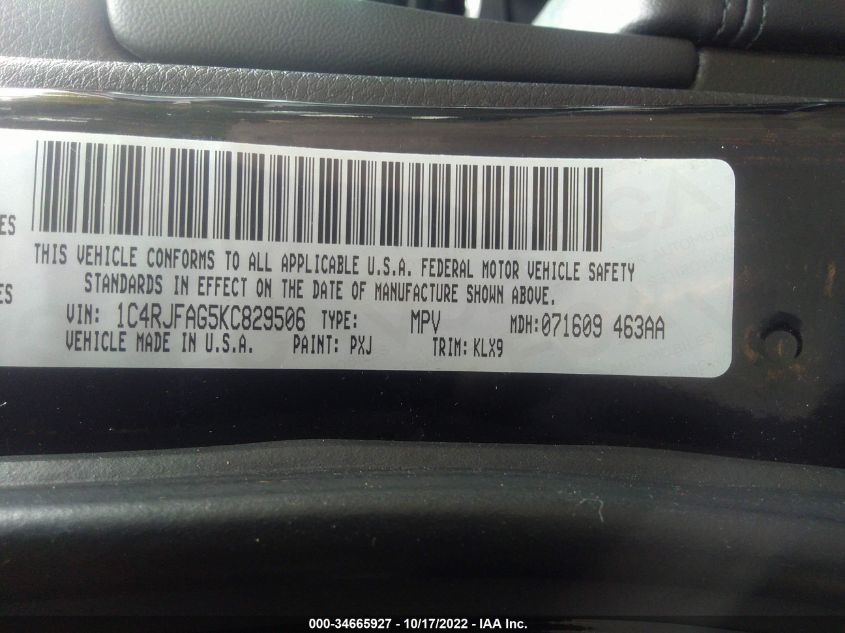 ES
THIS VEHICLE CONFORMS TO ALL APPLICABLE U.S.A. FEDERAL MOTOR VEHICLE SAFETY
STANDARDS IN EFFECT ON THE DATE OF MANUFACTURE SHOWN ABOVE.
ES
VIN: 1C4RJFAG5KC829506 TYPE: MPV MDH:071609 463AA
VEHICLE MADE IN U.S.A. PAINT: PXJ TRIM: KLX9
000-34665927 - 10/17/2022 - IAA Inc.